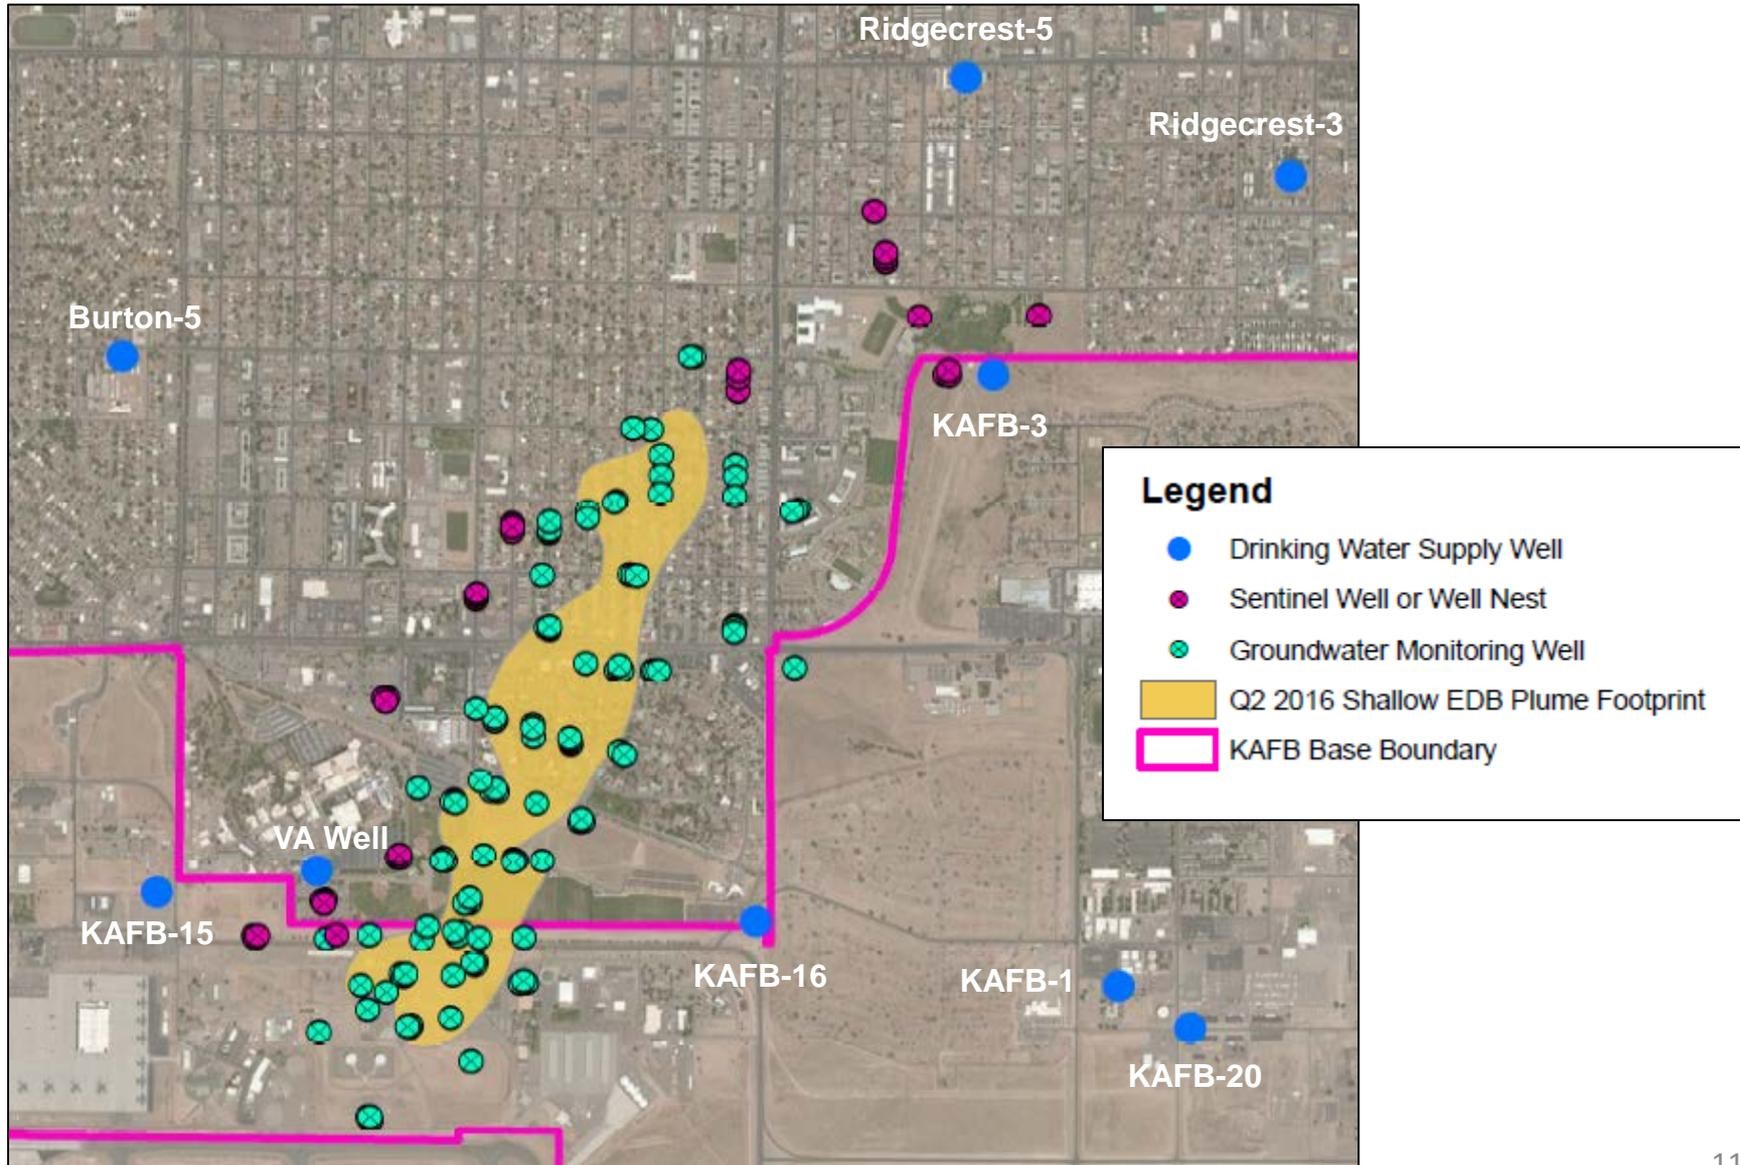 Ridgecrest-5
Ridgecrest-3
Burton-5
KAFB-3
Legend
Drinking Water Supply Well
Sentinel Well or Well Nest
Groundwater Monitoring Well
Q2 2016 Shallow EDB Plume Footprint
KAFB Base Boundary
VA Well
KAFB-15
KAFB-16
KAFB-1
KAFB-20
11